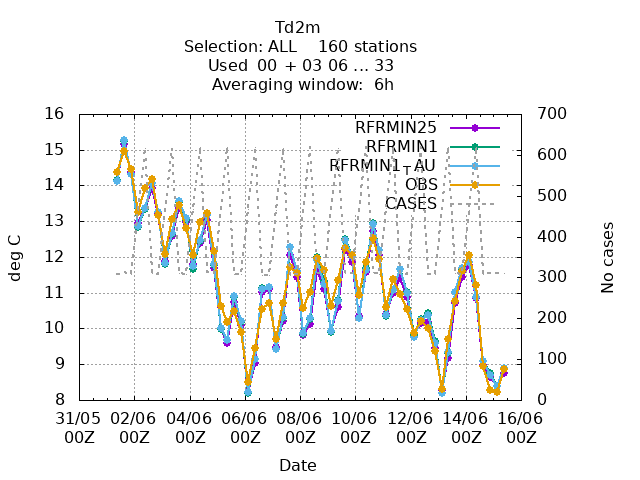 Td2m
Selection: ALL    160 stations
Used  00 + 03 06 ... 33
Averaging window:  6h
16
15
14
13
12
11
10
9
8
deg C
700
600
500
400
300
200
100
0
No cases
RFRMIN25
RFRMIN1
RFRMIN1_AU
OBS
CASES
31/05 02/06 04/06 06/06 08/06 10/06 12/06 14/06 16/06
00Z 00Z 00Z 00Z 00Z 00Z 00Z 00Z 00Z
Date